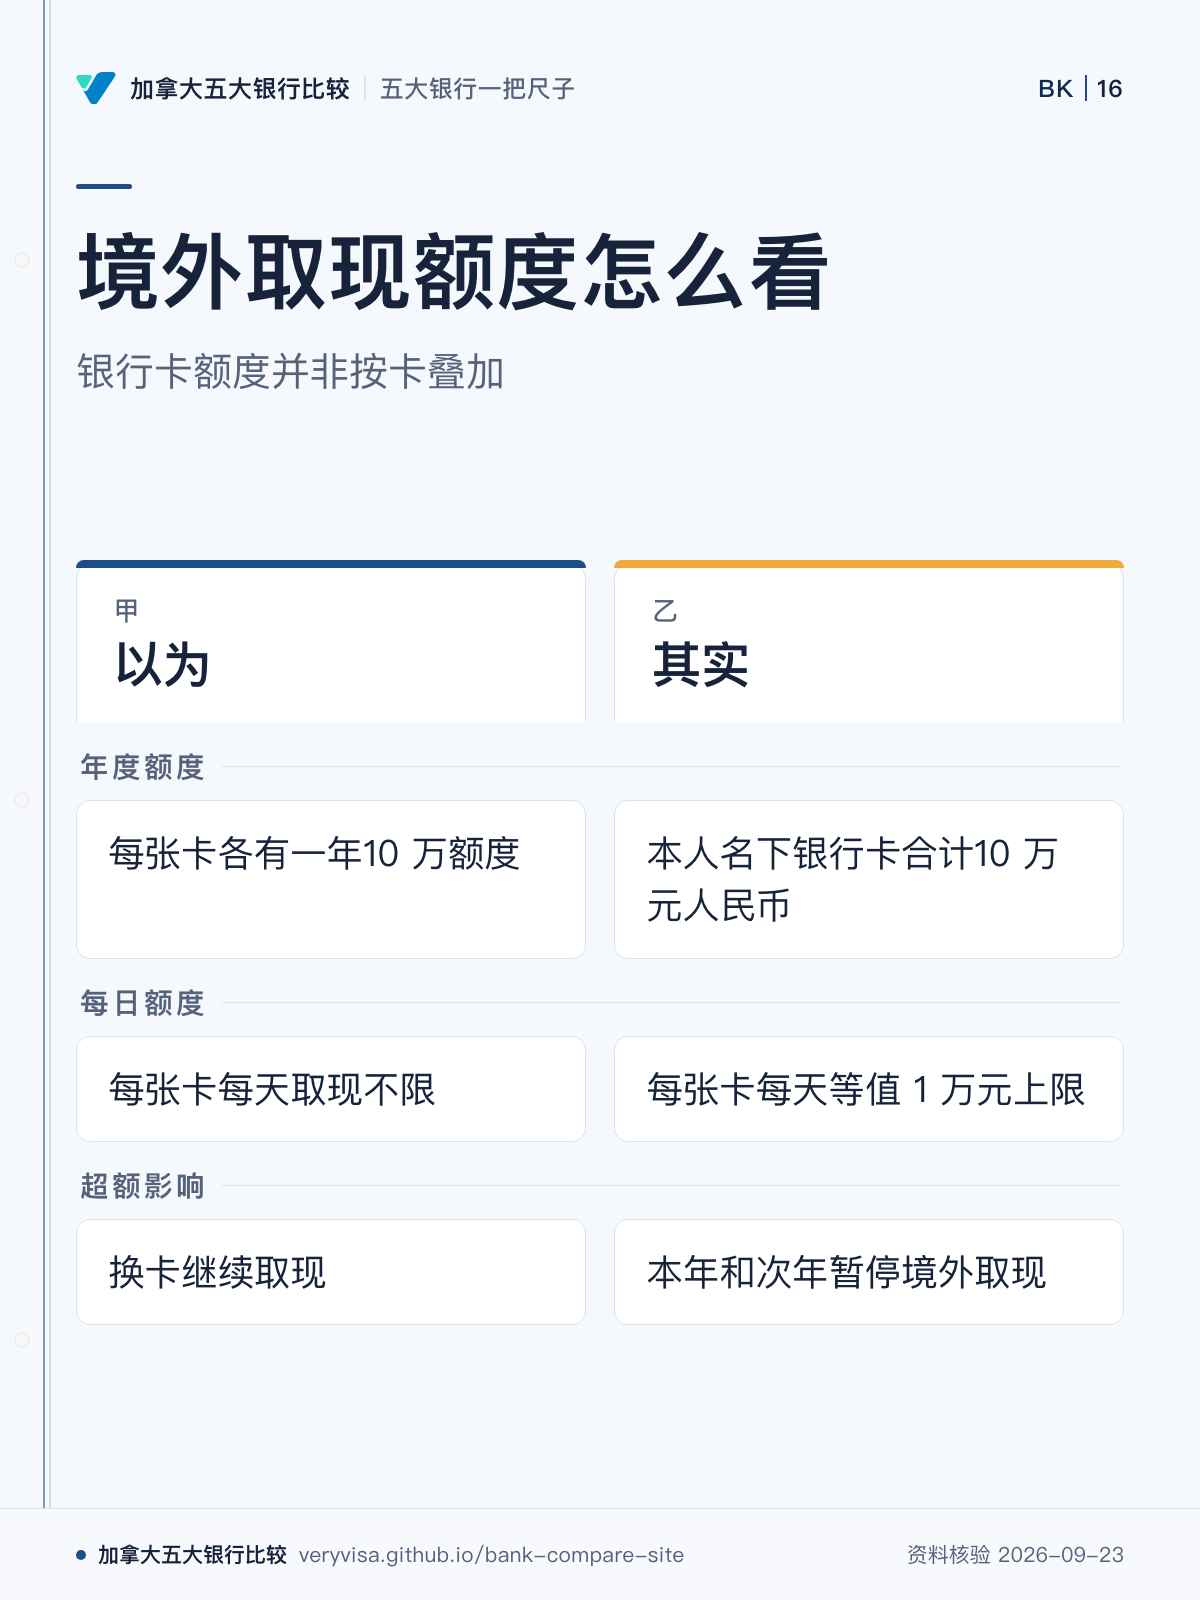 加拿大五大银行比较 五大银行一把尺子
BK 16
境外取现额度怎么看
银行卡额度并非按卡叠加
甲
以为
乙
其实
年度额度
每张卡各有一年10 万额度
本人名下银行卡合计10 万
元人民币
每日额度
每张卡每天取现不限
每张卡每天等值 1 万元上限
超额影响
换卡继续取现
本年和次年暂停境外取现
加拿大五大银行比较 veryvisa.github.io/bank-compare-site
资料核验 2026-09-23